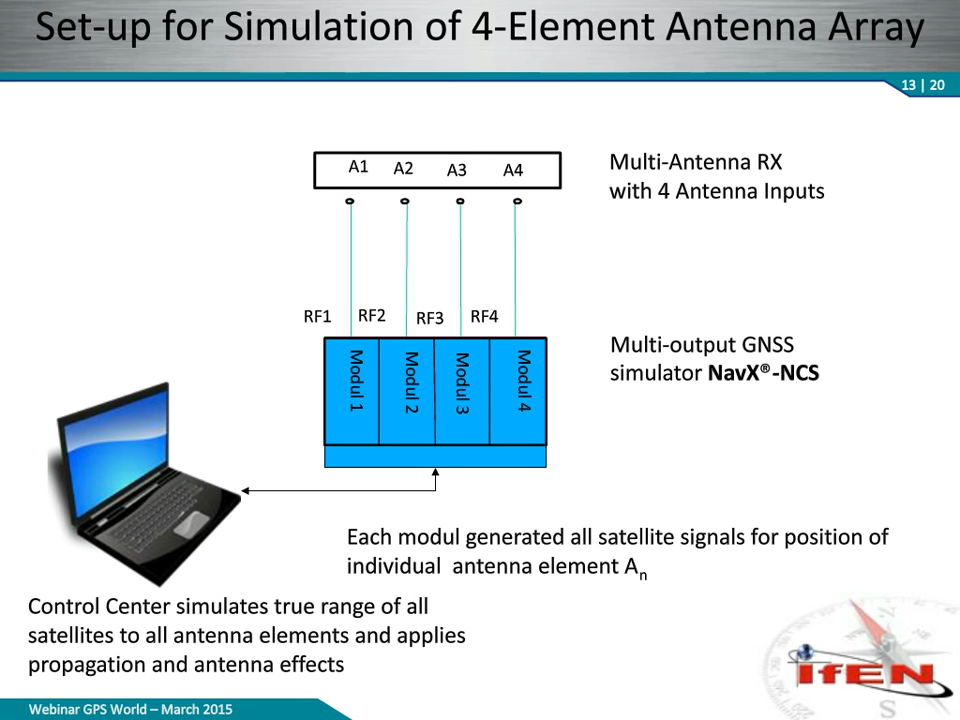 Set-up for Simulation of 4-Element Antenna Array
13 | 20
A1 A2 A3 A4
Multi-Antenna RX
with 4 Antenna Inputs
RF1 RF2 RF3 RF4
Multi-output GNSS
simulator NavX®-NCS
Modul 1
Modul 2
Modul 3
Modul 4
Each modul generated all satellite signals for position of
individual antenna element An
Control Center simulates true range of all
satellites to all antenna elements and applies
propagation and antenna effects
IfEN
S
Webinar GPS World – March 2015